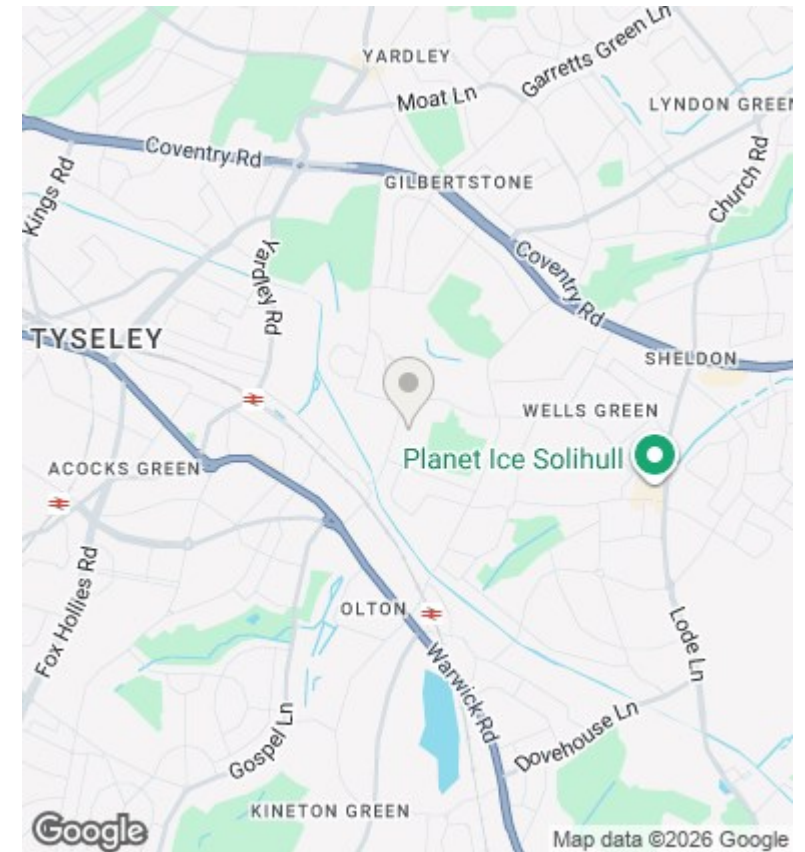 YARDLEY
Garretts Green Ln
Moat Ln
LYNDON GREEN
Coventry Rd
Church Rd
GILBERTSTONE
Kings Rd
Yardley Rd
Coventry Rd
TYSELEY
SHELDON
WELLS GREEN
Planet Ice Solihull
ACOCKS GREEN
Fox Hollies Rd
OLTON
Lode Ln
Warwick Rd
Dovehouse Ln
Gospel Ln
KINETON GREEN
Google
Map data ©2026 Google